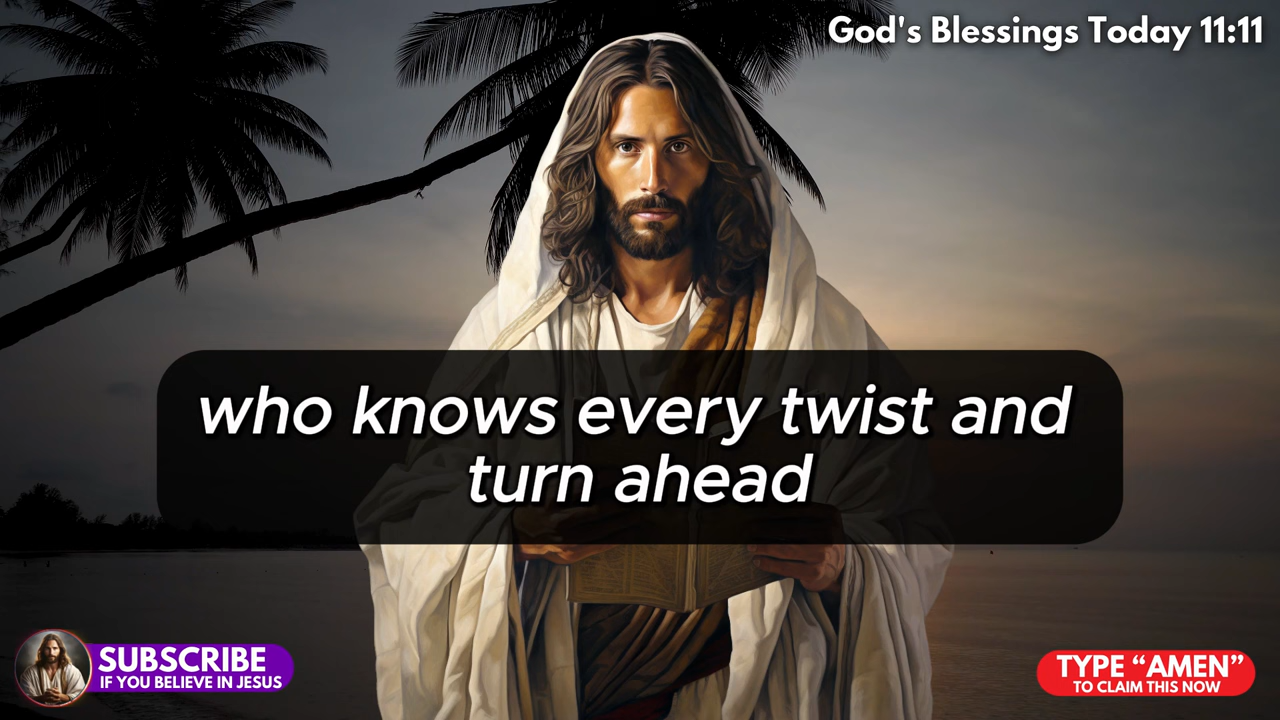 God's Blessings Today 11:11
who knows every twist and
turn ahead
SUBSCRIBE
IF YOU BELIEVE IN JESUS
TYPE “AMEN”
TO CLAIM THIS NOW